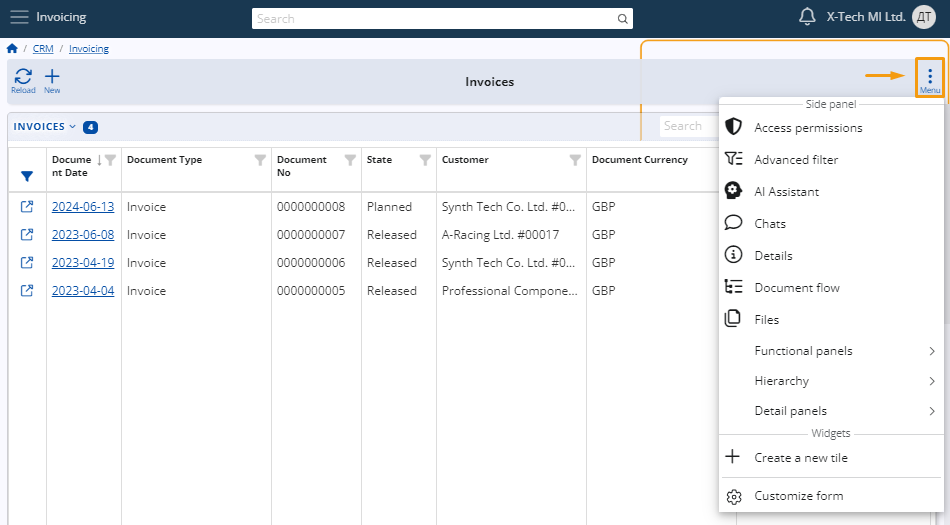 Invoicing
Search
X-Tech MI Ltd.
ДТ
/ CRM / Invoicing
Reload
New
Invoices
Menu
INVOICES 4
Search
Docume
nt Date
Document Type
Document
No
State
Customer
Document Currency
2024-06-13 Invoice 0000000008 Planned Synth Tech Co. Ltd. #0... GBP
2023-06-08 Invoice 0000000007 Released A-Racing Ltd. #00017 GBP
2023-04-19 Invoice 0000000006 Released Synth Tech Co. Ltd. #0... GBP
2023-04-04 Invoice 0000000005 Released Professional Compone... GBP
Side panel
Access permissions
Advanced filter
AI Assistant
Chats
Details
Document flow
Files
Functional panels
Hierarchy
Detail panels
Widgets
Create a new tile
Customize form